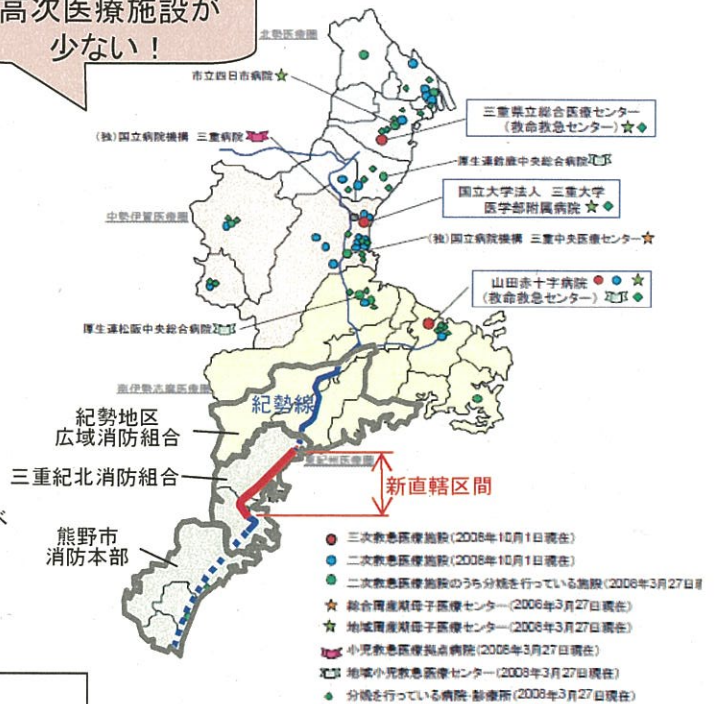 高次医療施設が
少ない!
北勢医療圏
市立四日市病院
三重県立総合医療センター
(救命救急センター)
(独)国立病院機構 三重病院
厚生連鈴鹿中央総合病院
国立大学法人 三重大学
医学部附属病院
中勢伊賀医療圏
(独)国立病院機構 三重中央医療センター
山田赤十字病院
(救命救急センター)
厚生連松阪中央総合病院
南伊勢志摩医療圏
紀勢線
紀勢地区
広域消防組合
東紀州医療圏
三重紀北消防組合
新直轄区間
べ
熊野市
消防本部
三次救急医療施設(2008年10月1日現在)
二次救急医療施設(2008年10月1日現在)
二次救急医療施設のうち分娩を行っている施設(2008年3月27日現
総合周産期母子医療センター(2008年3月27日現在)
地域周産期母子医療センター(2008年3月27日現在)
小児救急医療拠点病院(2008年3月27日現在)
地域小児救急医療センター(2008年3月27日現在)
分娩を行っている病院・診療所(2008年3月27日現在)